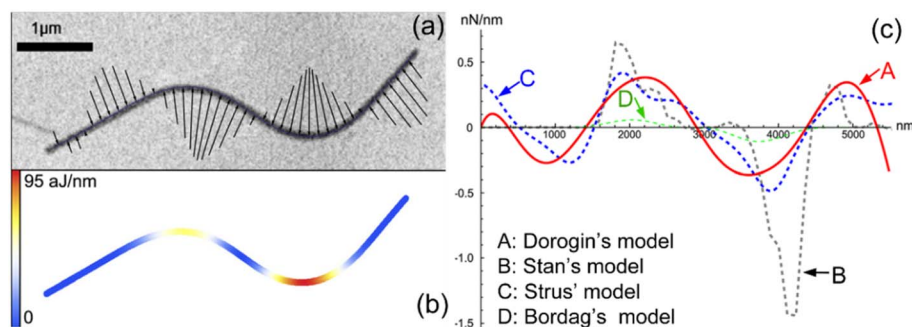 (a)
1μm
95 aJ/nm
0
(b)
nN/nm
(c)
0.5
0
-0.5
-1.0
-1.5
1000
2000
3000
4000
5000
nm
A
B
C
D
A: Dorogin's model
B: Stan's model
C: Strus' model
D: Bordag's model